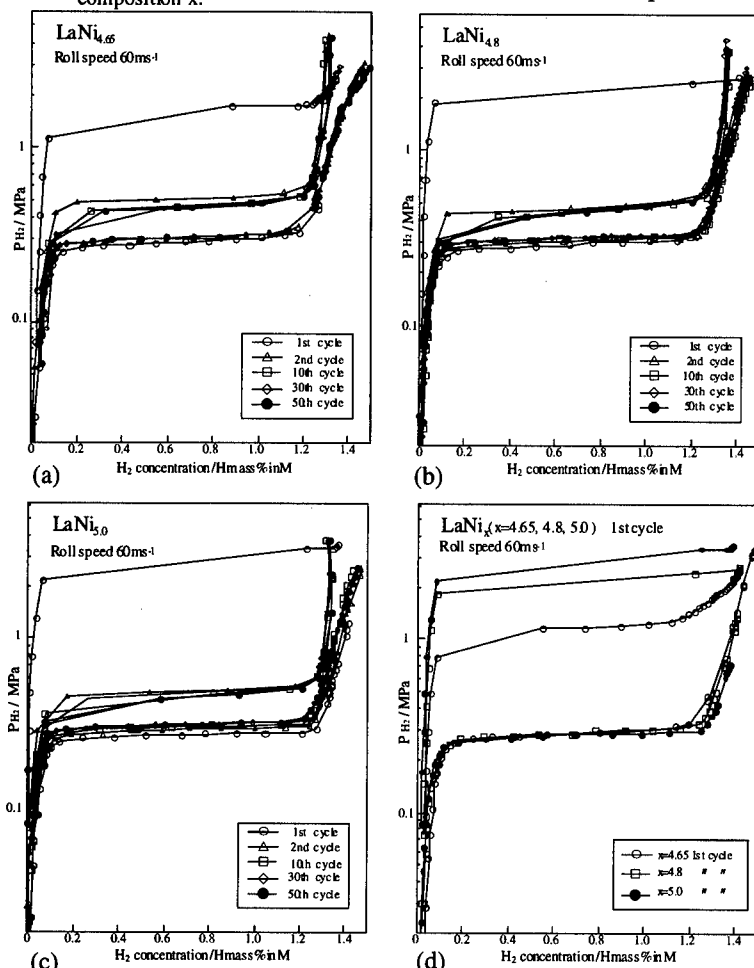 composition x.
LaNi4.65
Roll speed 60ms-1
PH2 / MPa
1
0.1
1st cycle
2nd cycle
10th cycle
30th cycle
50th cycle
0 0.2 0.4 0.6 0.8 1.0 1.2 1.4
(a) H2 concentration/Hmass%inM
LaNi4.8
Roll speed 60ms-1
PH2 / MPa
1
0.1
1st cycle
2nd cycle
10th cycle
30th cycle
50th cycle
0 0.2 0.4 0.6 0.8 1.0 1.2 1.4
(b) H2 concentration/Hmass%inM
LaNi5.0
Roll speed 60ms-1
PH2 / MPa
1
0.1
1st cycle
2nd cycle
10th cycle
30th cycle
50th cycle
0 0.2 0.4 0.6 0.8 1.0 1.2 1.4
(c) H2 concentration/Hmass%inM
LaNix(x=4.65, 4.8, 5.0) 1st cycle
Roll speed 60ms-1
PH2 / MPa
1
0.1
x=4.65 1st cycle
x=4.8 〃 〃
x=5.0 〃 〃
0 0.2 0.4 0.6 0.8 1.0 1.2 1.4
(d) H2 concentration/Hmass%inM